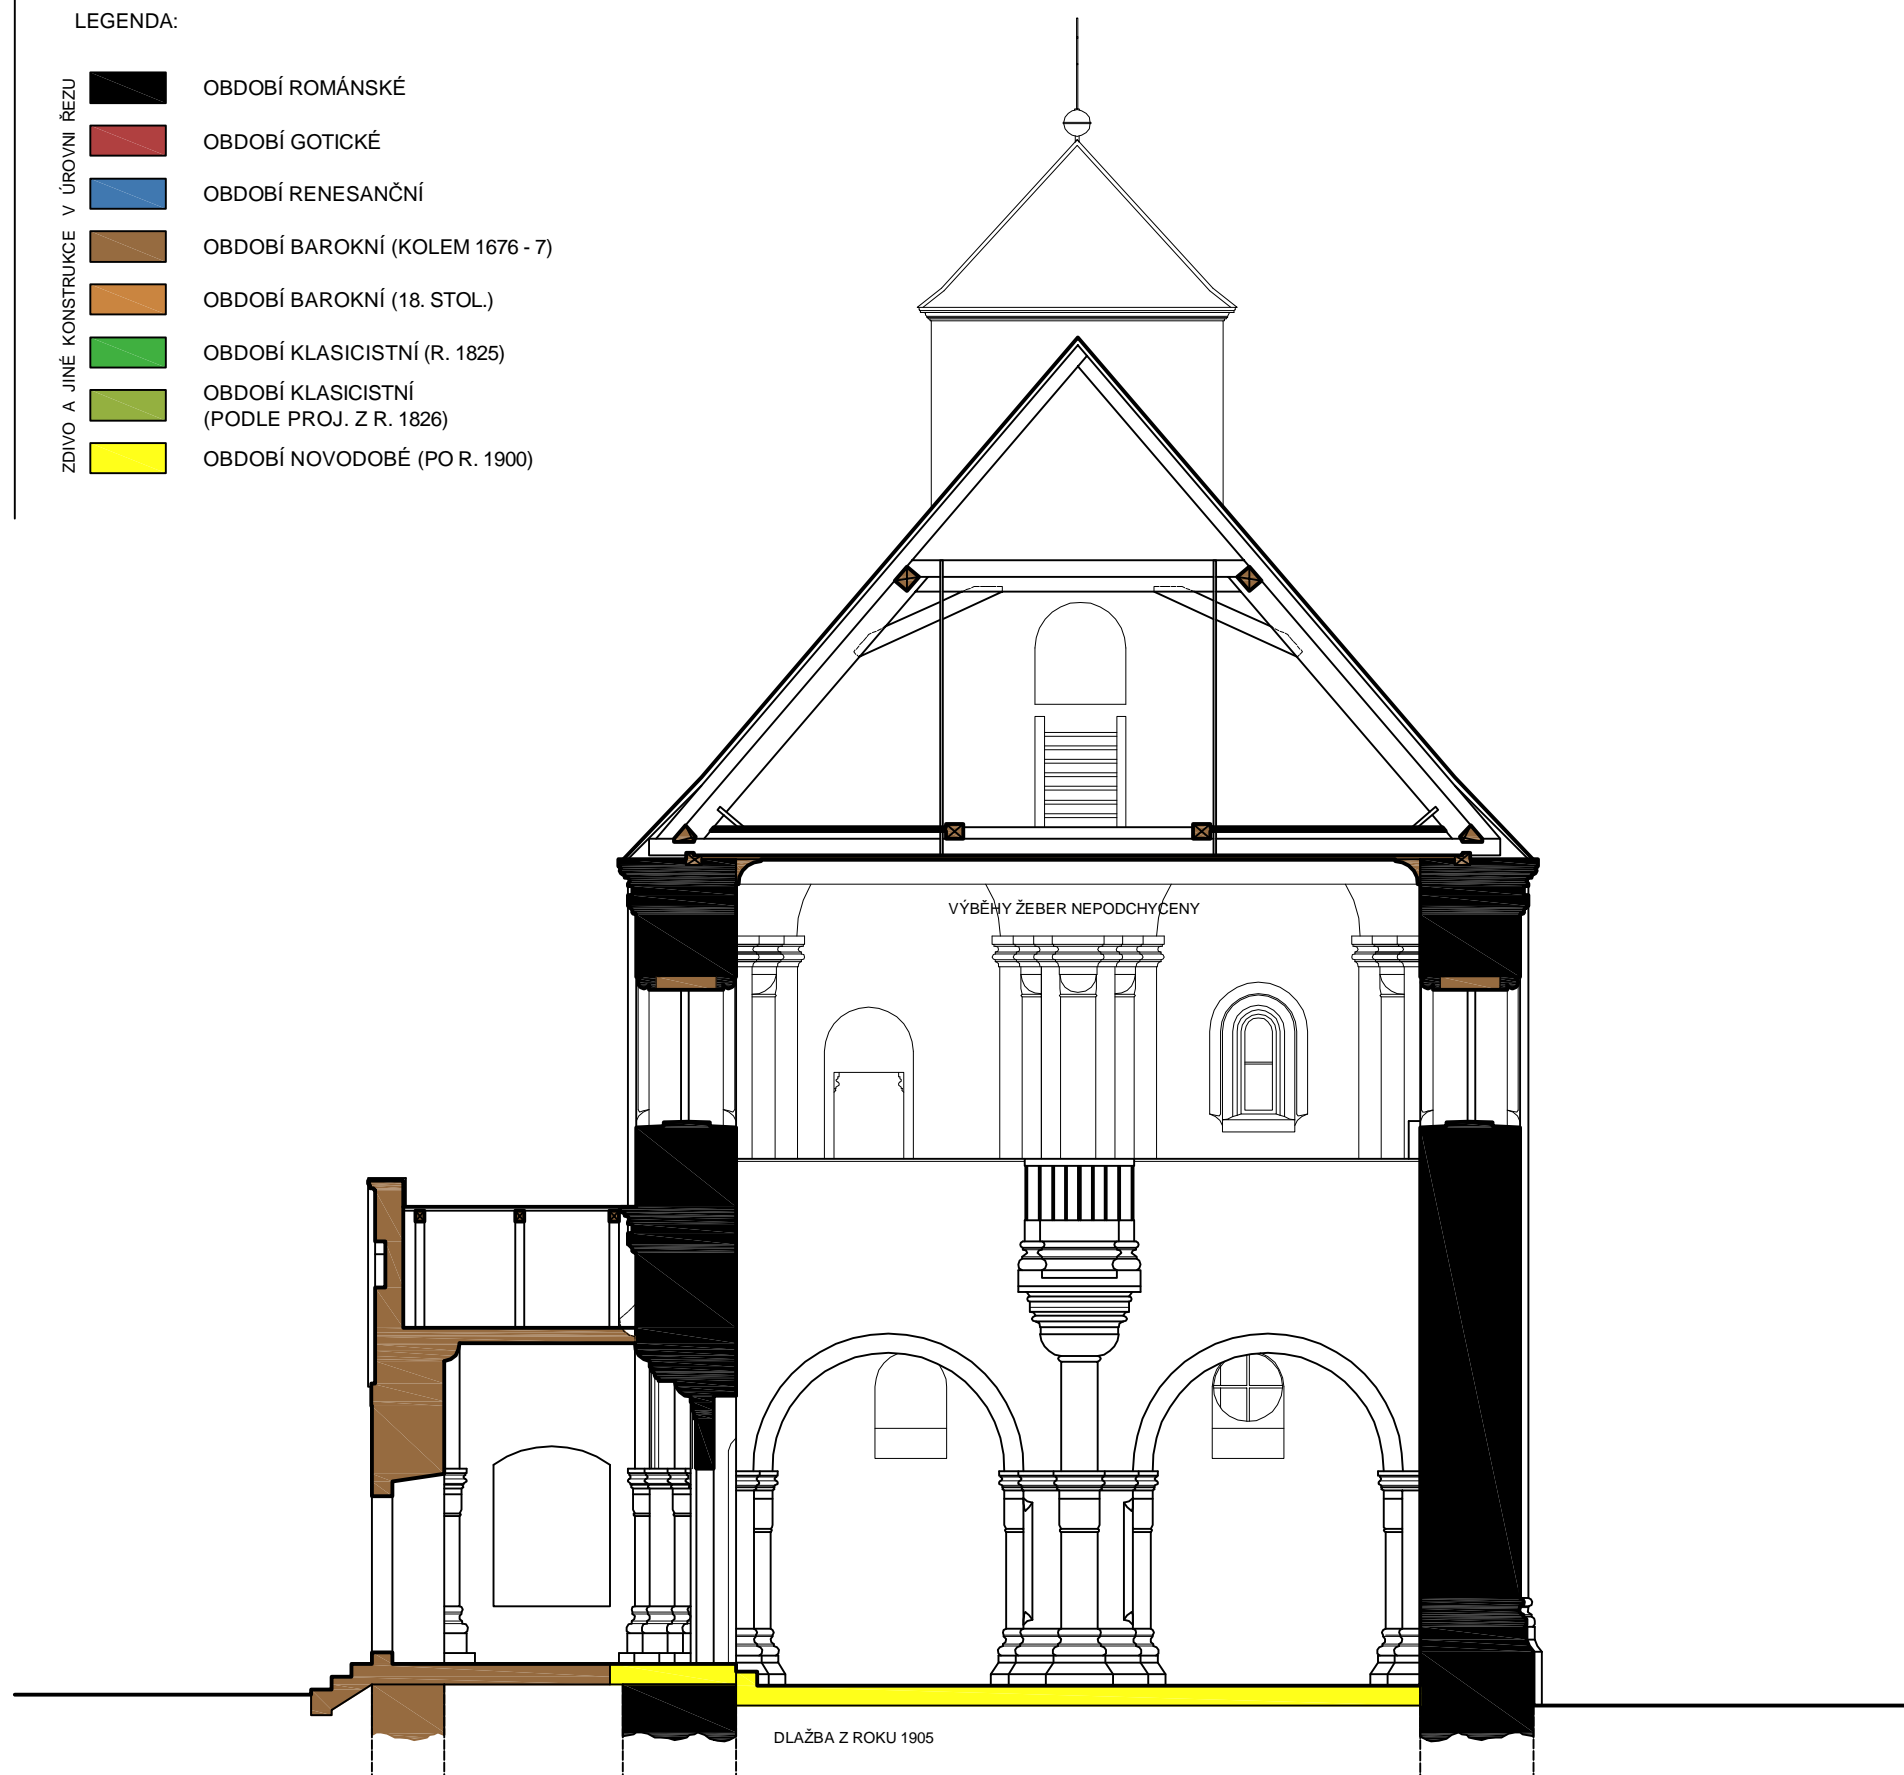 LEGENDA:
ZDIVO A JINÉ KONSTRUKCE V ÚROVNI ŘEZU
OBDOBÍ ROMÁNSKÉ
OBDOBÍ GOTICKÉ
OBDOBÍ RENESANČNÍ
OBDOBÍ BAROKNÍ (KOLEM 1676 - 7)
OBDOBÍ BAROKNÍ (18. STOL.)
OBDOBÍ KLASICISTNÍ (R. 1825)
OBDOBÍ KLASICISTNÍ
(PODLE PROJ. Z R. 1826)
OBDOBÍ NOVODOBÉ (PO R. 1900)
VÝBĚHY ŽEBER NEPODCHYCENY
DLAŽBA Z ROKU 1905